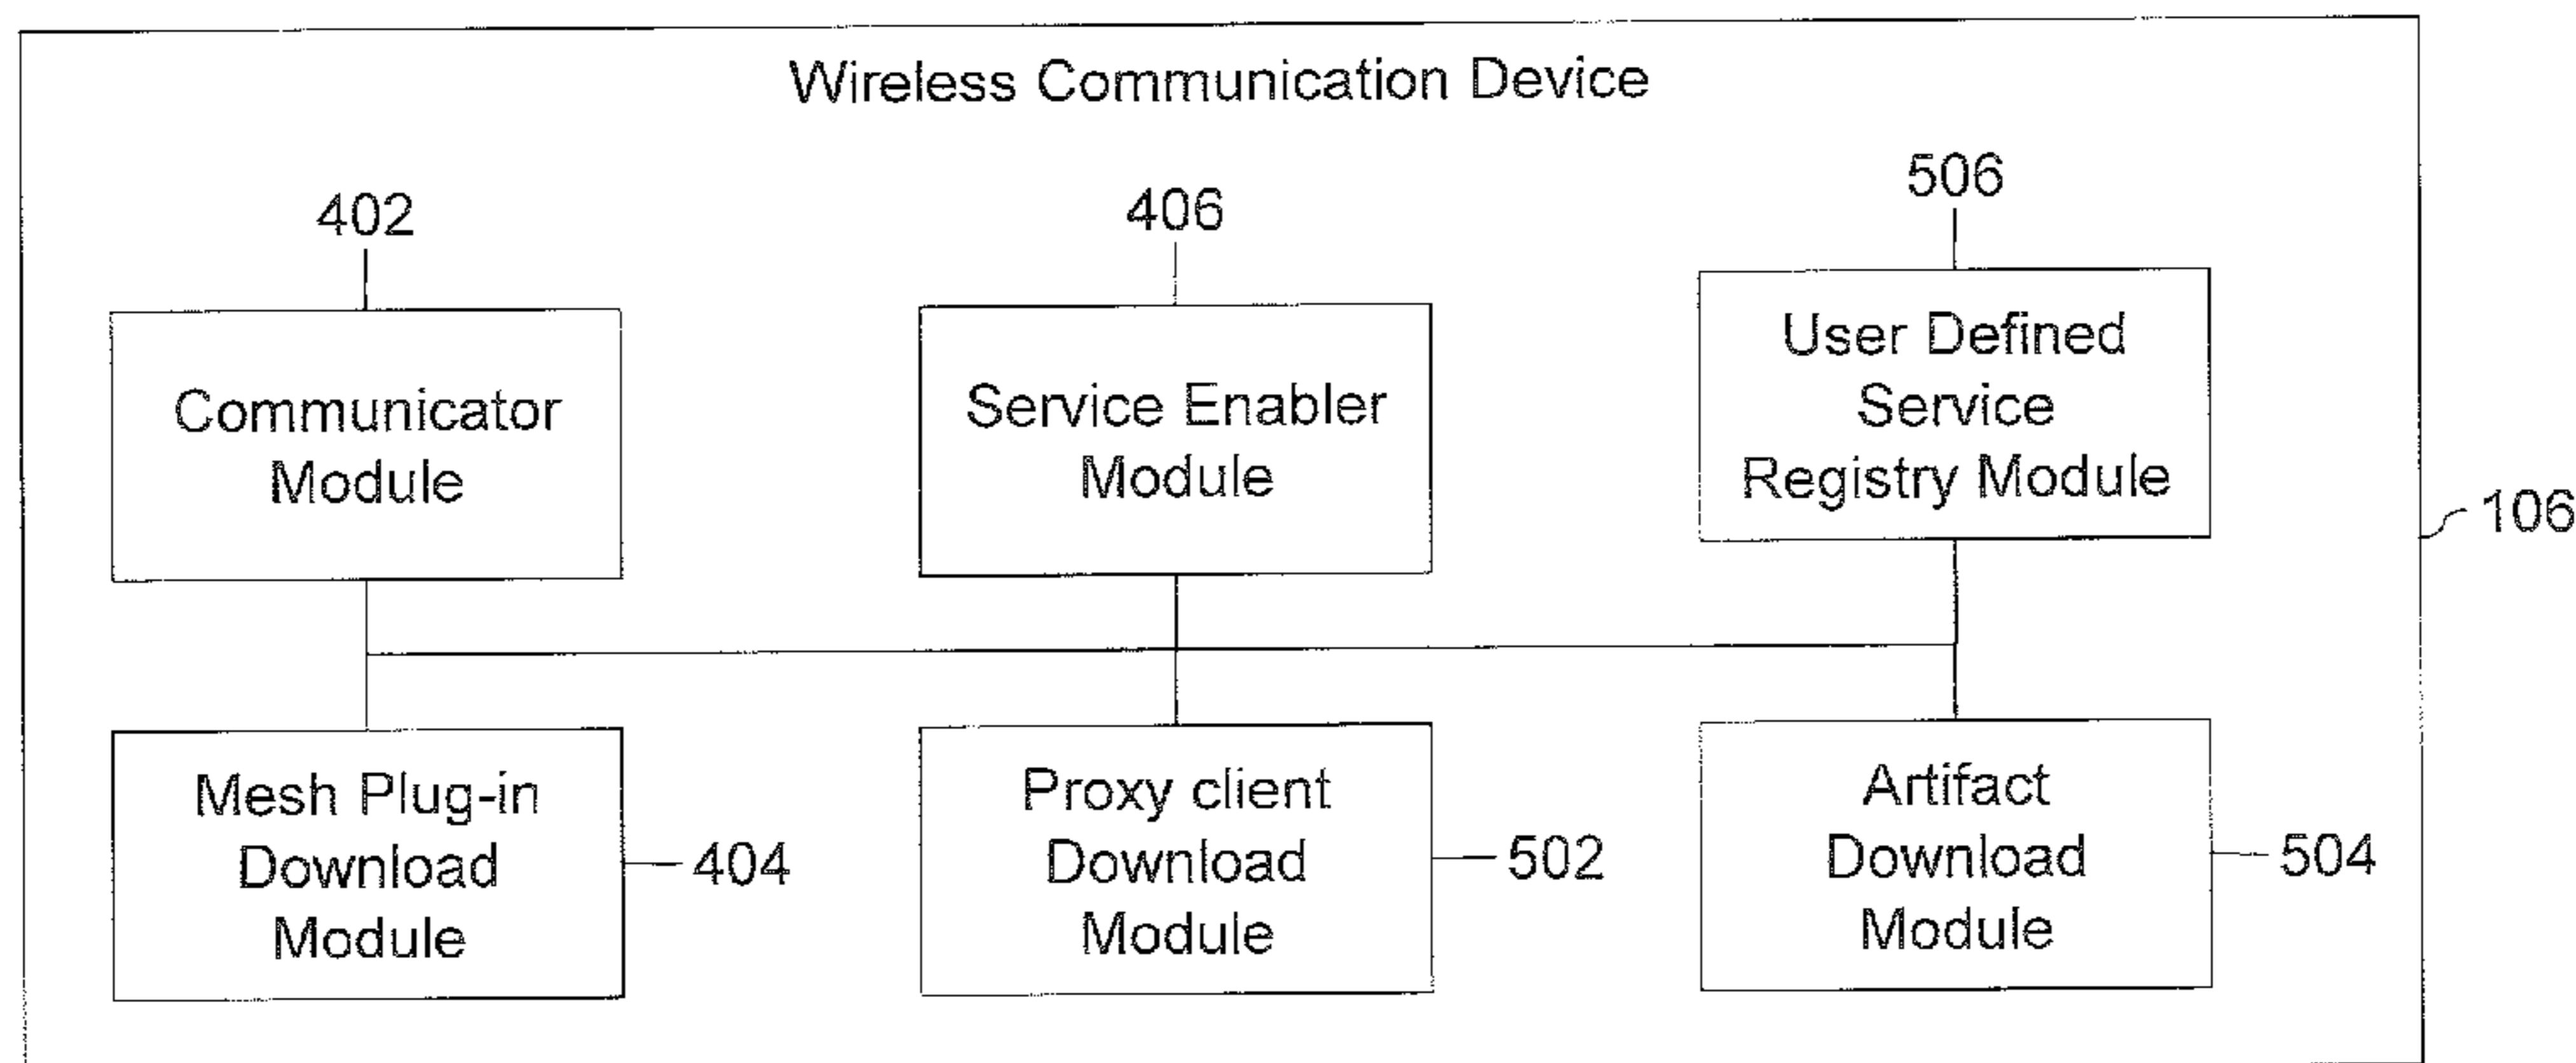 Wireless Communication Device
402
406
506
Communicator
Module
Service Enabler
Module
User Defined
Service
Registry Module
106
Mesh Plug-in
Download
Module
404
Proxy client
Download
Module
502
Artifact
Download
Module
504